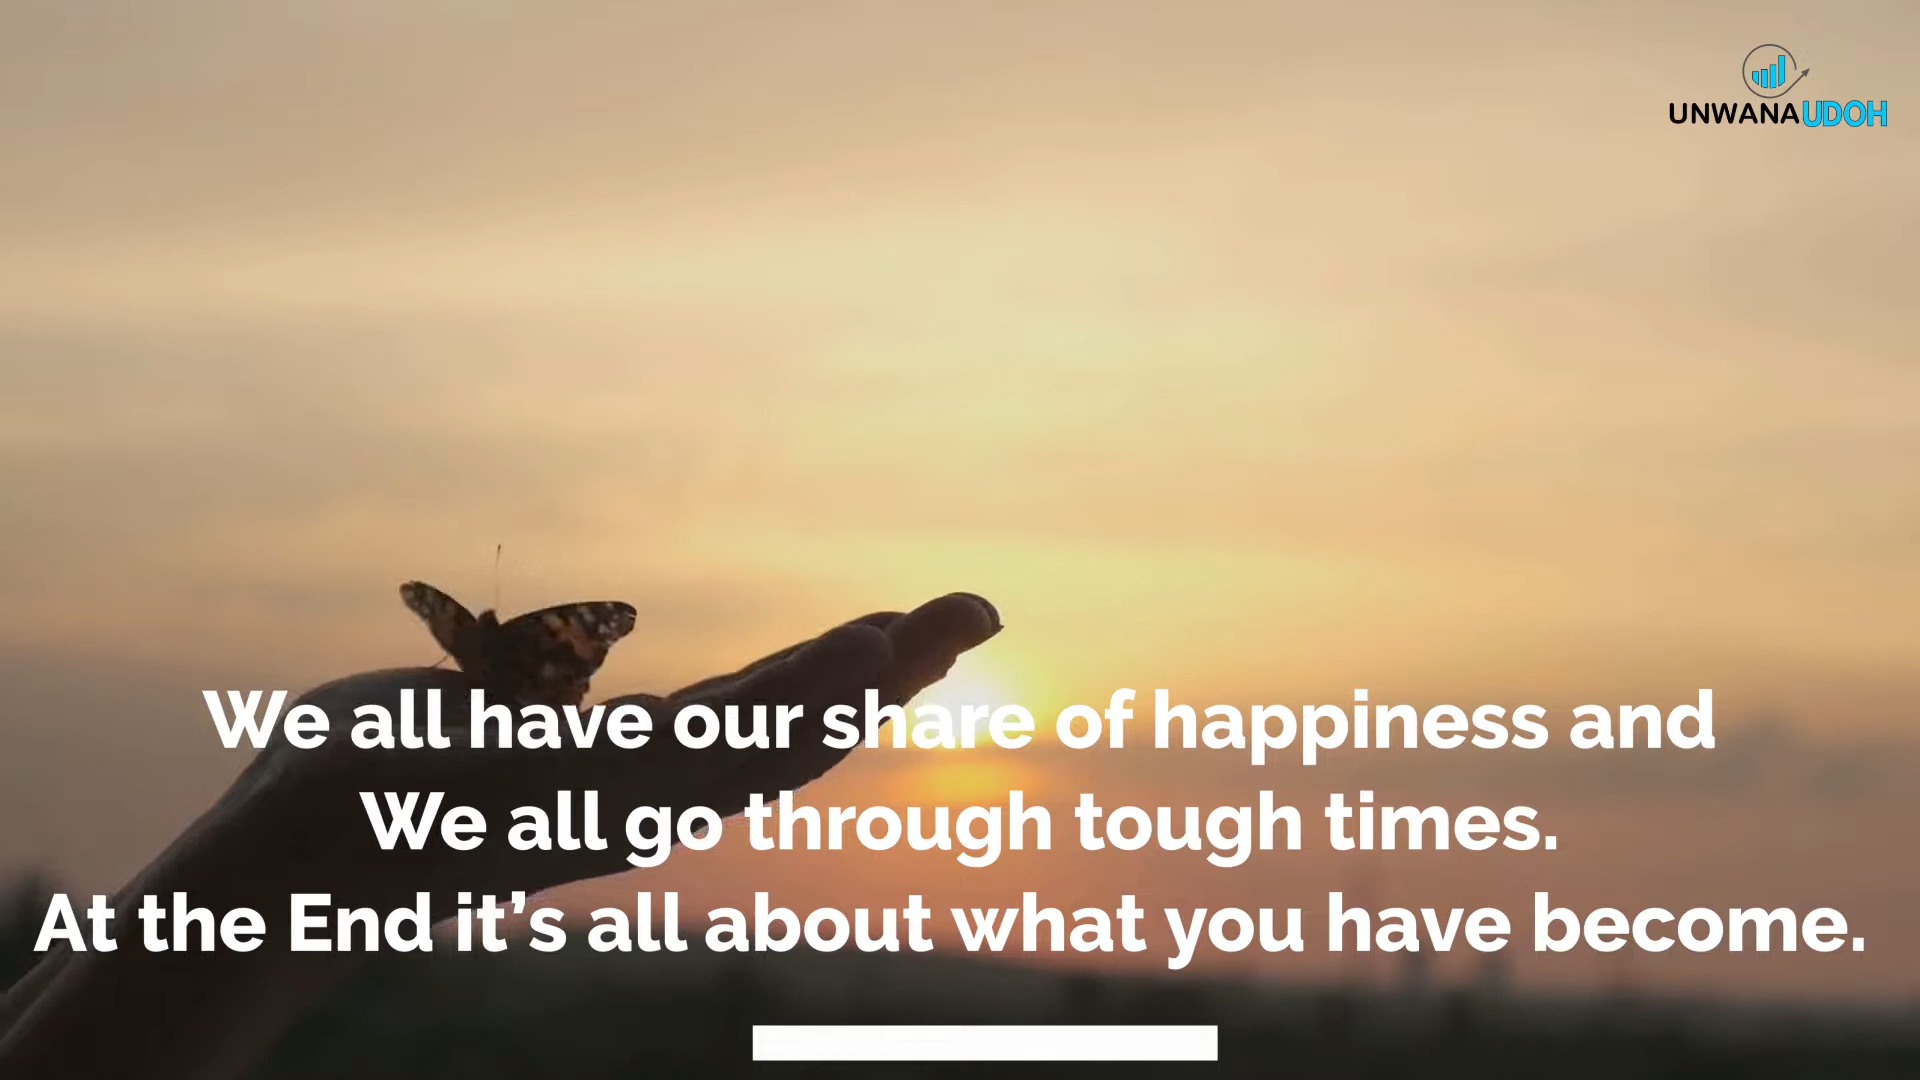 UNWANAUDOH
We all have our share of happiness and
We all go through tough times.
At the End it’s all about what you have become.